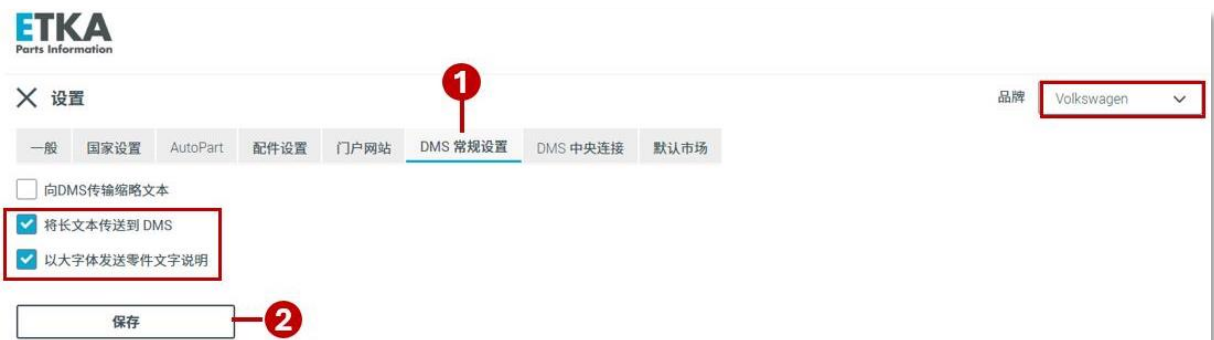 ETKA
Parts Information
1
设置
品牌 Volkswagen
一般 国家设置 AutoPart 配件设置 门户网站 DMS 常规设置 DMS 中央连接 默认市场
向DMS传输缩略文本
将长文本传送到 DMS
以大字体发送零件文字说明
保存 2